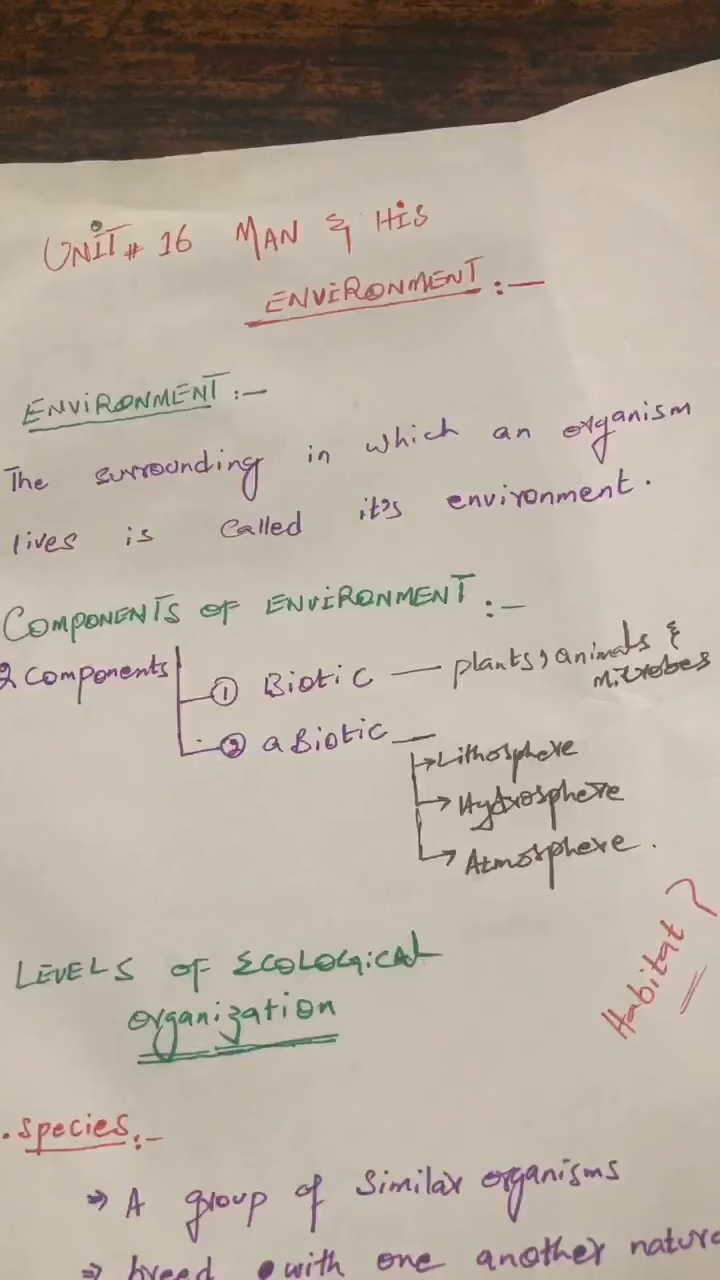 UNIT # 16 MAN & HIS
ENVIRONMENT :-
ENVIRONMENT :-
The surrounding in which an organism
lives is called it's environment.
COMPONENTS OF ENVIRONMENT :-
2 Components
① Biotic — plants, animals &
microbes
② aBiotic —
→ Lithosphere
→ Hydrosphere
→ Atmosphere.
Habitat?
LEVELS OF ECOLOGICAL
organization
. Species :-
⇒ A group of similar organisms
⇒ breed with one another